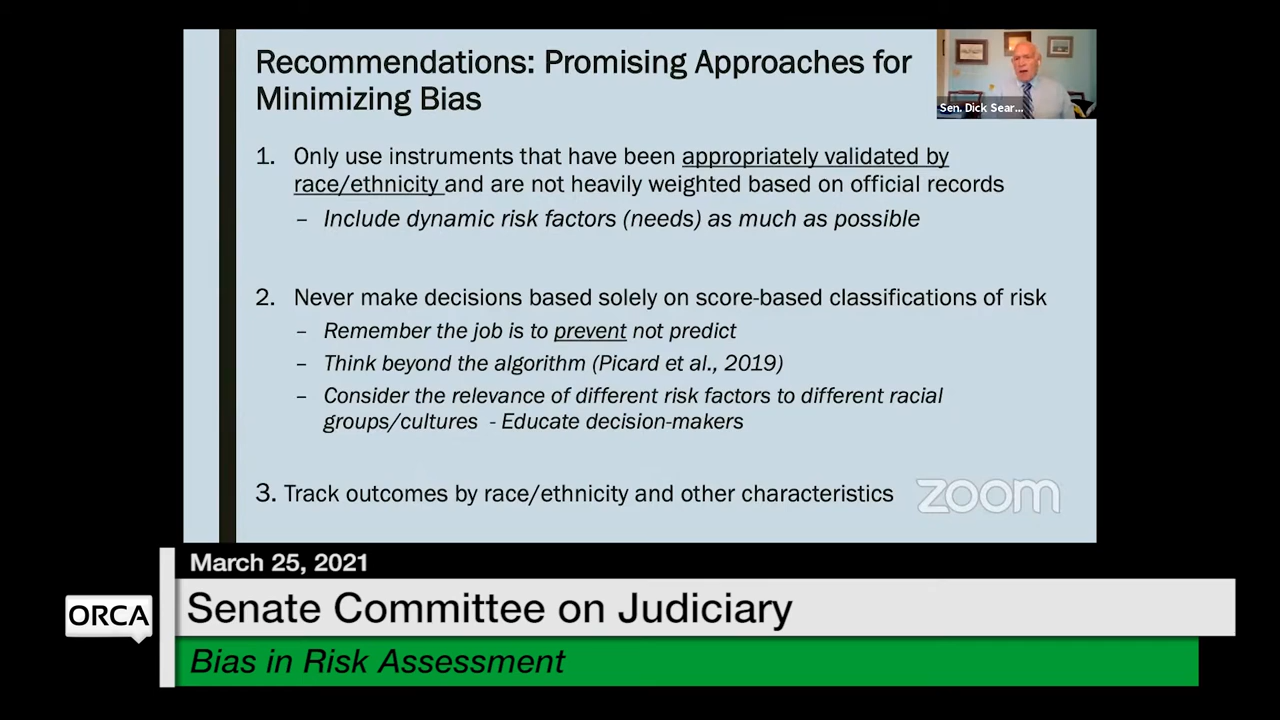 Recommendations: Promising Approaches for
Minimizing Bias
Sen. Dick Sear...
1. Only use instruments that have been appropriately validated by
race/ethnicity and are not heavily weighted based on official records
– Include dynamic risk factors (needs) as much as possible
2. Never make decisions based solely on score-based classifications of risk
– Remember the job is to prevent not predict
– Think beyond the algorithm (Picard et al., 2019)
– Consider the relevance of different risk factors to different racial
groups/cultures - Educate decision-makers
3. Track outcomes by race/ethnicity and other characteristics
zoom
March 25, 2021
ORCA
Senate Committee on Judiciary
Bias in Risk Assessment